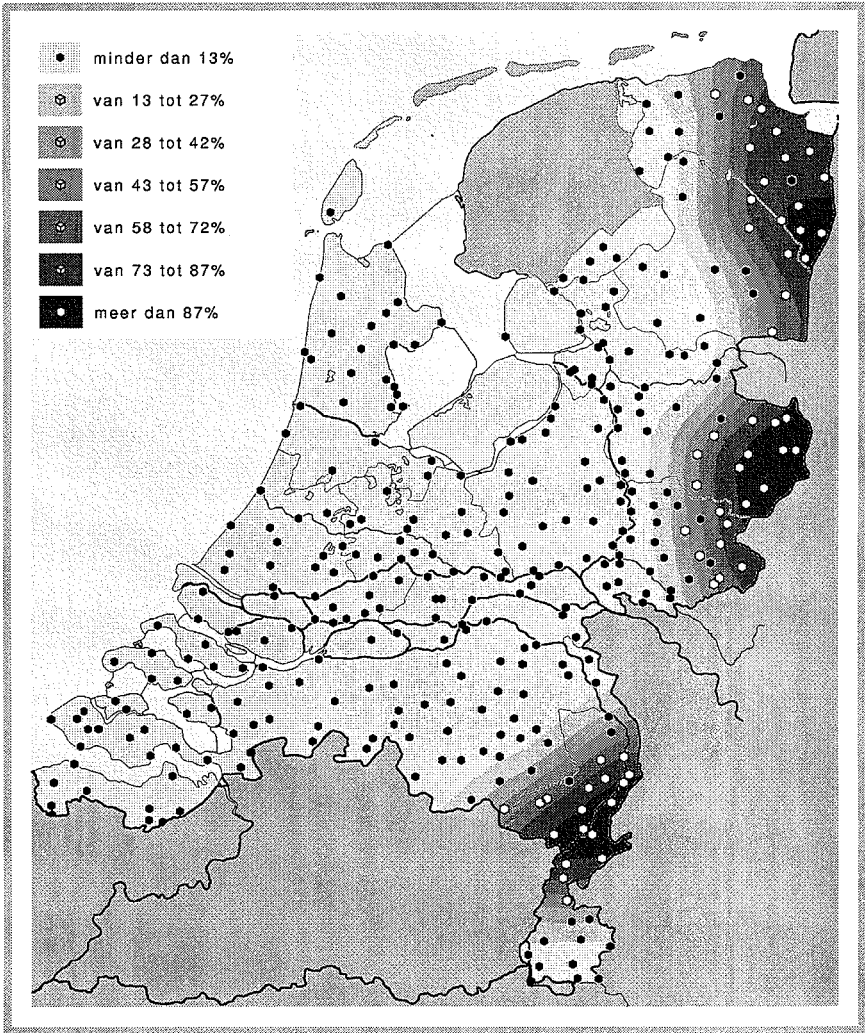 minder dan 13%
van 13 tot 27%
van 28 tot 42%
van 43 tot 57%
van 58 tot 72%
van 73 tot 87%
meer dan 87%